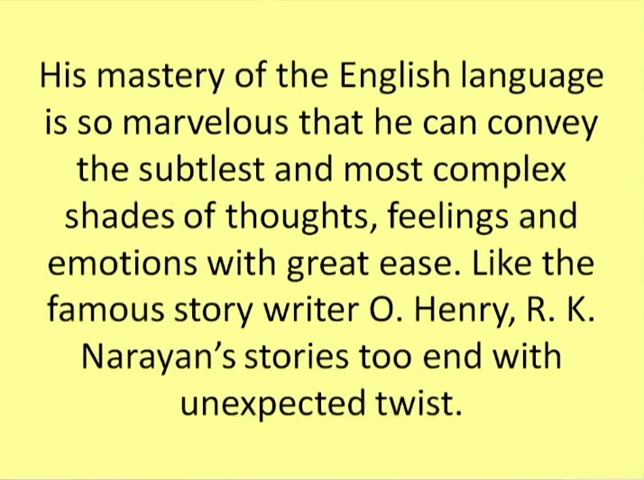 His mastery of the English language
is so marvelous that he can convey
the subtlest and most complex
shades of thoughts, feelings and
emotions with great ease. Like the
famous story writer O. Henry, R. K.
Narayan’s stories too end with
unexpected twist.